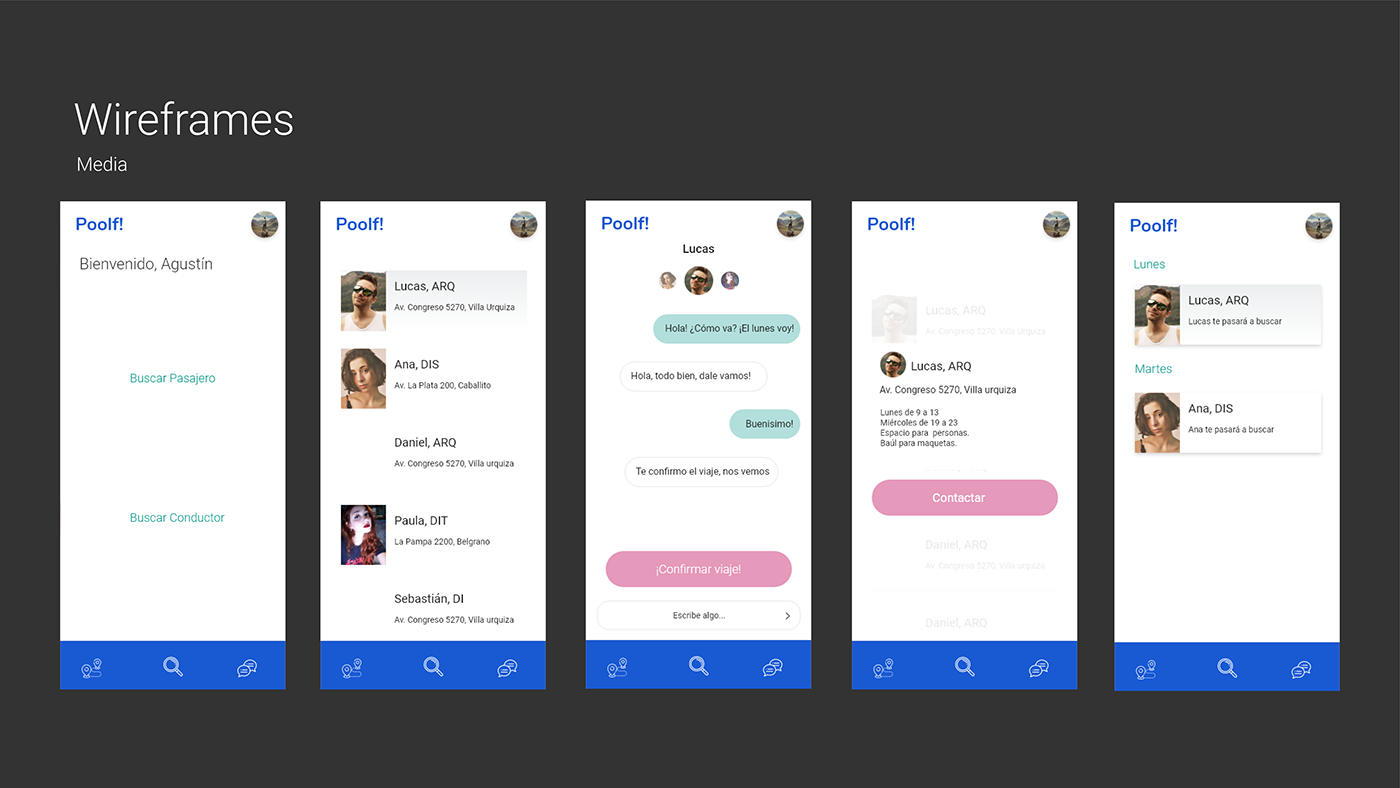 Wireframes
Media
Poolf!
Bienvenido, Agustín
Buscar Pasajero
Buscar Conductor
Poolf!
Lucas, ARQ
Av. Congreso 5270, Villa Urquiza
Ana, DIS
Av. La Plata 200, Caballito
Daniel, ARQ
Av. Congreso 5270, Villa urquiza
Paula, DIT
La Pampa 2200, Belgrano
Sebastián, DI
Av. Congreso 5270, Villa urquiza
Poolf!
Lucas
Hola! ¿Cómo va? ¡El lunes voy!
Hola, todo bien, dale vamos!
Buenisimo!
Te confirmo el viaje, nos vemos
¡Confirmar viaje!
Escribe algo...
Poolf!
Lucas, ARQ
Av. Congreso 5270, Villa Urquiza
Lucas, ARQ
Av. Congreso 5270, Villa urquiza
Lunes de 9 a 13
Miércoles de 19 a 23
Espacio para personas.
Baúl para maquetas.
Contactar
Daniel, ARQ
Av. Congreso 5270, Villa urquiza
Daniel, ARQ
Poolf!
Lunes
Lucas, ARQ
Lucas te pasará a buscar
Martes
Ana, DIS
Ana te pasará a buscar